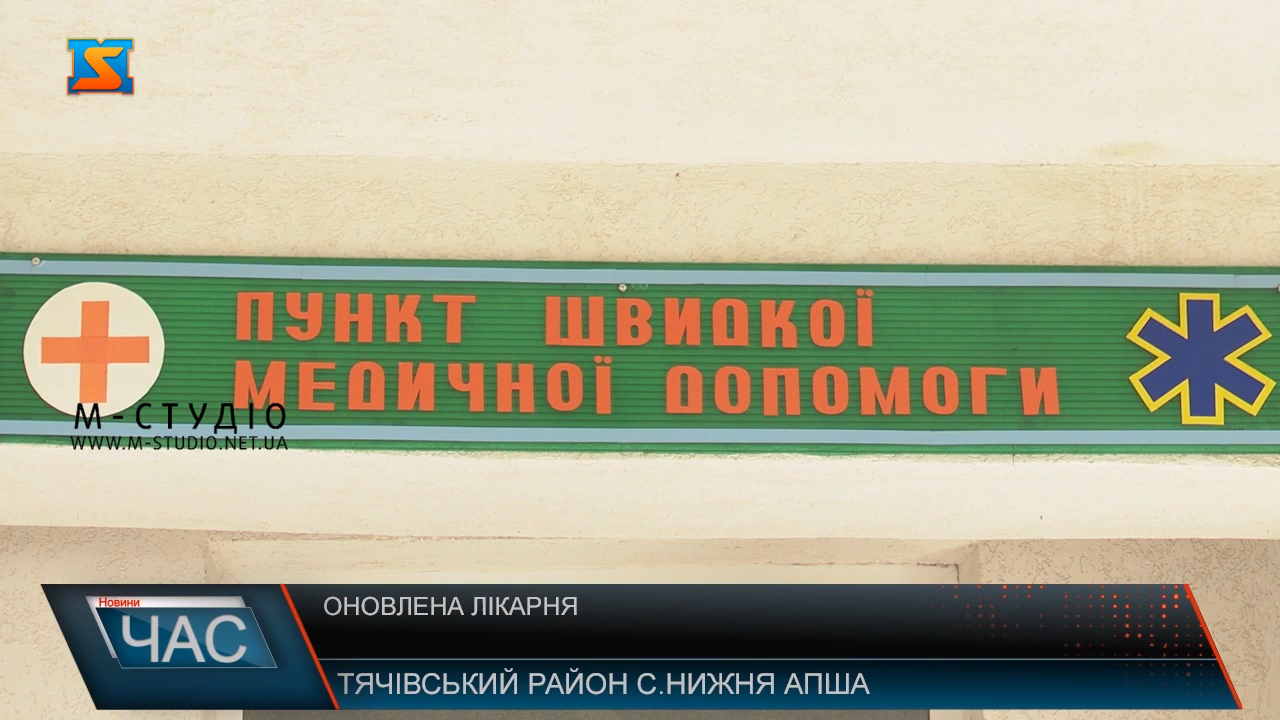 ПУНКТ ШВИДКОЇ
МЕДИЧНОЇ ДОПОМОГИ
М-СТУДІО
WWW.M-STUDIO.NET.UA
Новини
ЧАС
ОНОВЛЕНА ЛІКАРНЯ
ТЯЧІВСЬКИЙ РАЙОН С.НИЖНЯ АПША